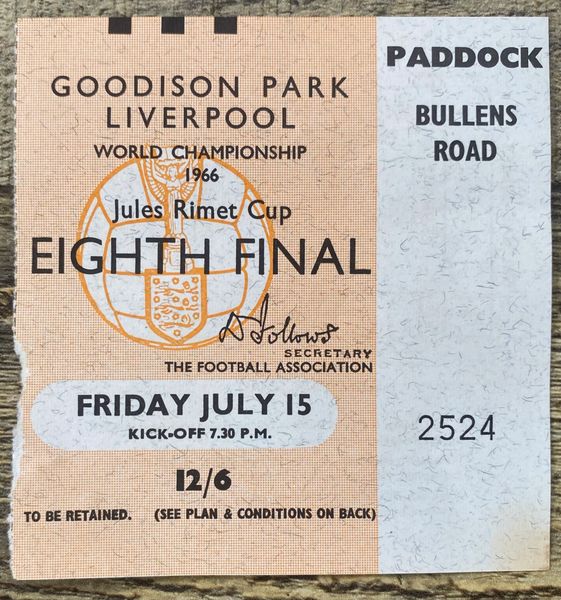 GOODISON PARK
LIVERPOOL
WORLD CHAMPIONSHIP
1966
Jules Rimet Cup
EIGHTH FINAL
D Follows
SECRETARY
THE FOOTBALL ASSOCIATION
FRIDAY JULY 15
KICK-OFF 7.30 P.M.
12/6
TO BE RETAINED. (SEE PLAN & CONDITIONS ON BACK)
PADDOCK
BULLENS
ROAD
2524